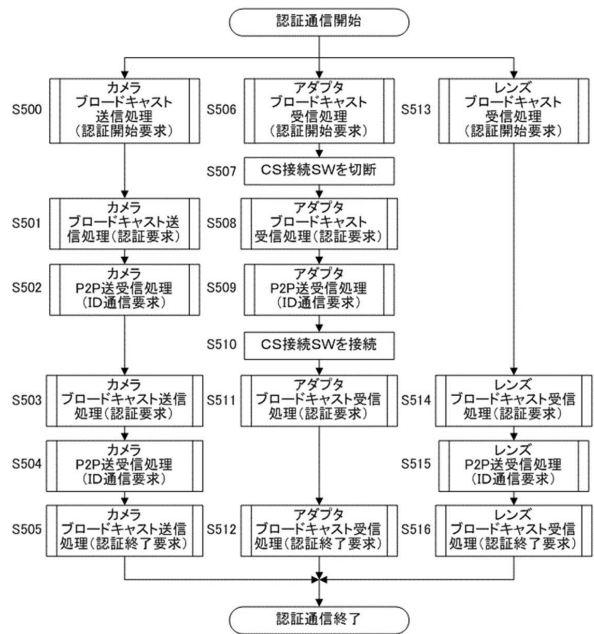 認証通信開始
S500
カメラ
ブロードキャスト
送信処理
(認証開始要求)
S506
アダプタ
ブロードキャスト
受信処理
(認証開始要求)
S513
レンズ
ブロードキャスト
受信処理
(認証開始要求)
S507
CS接続SWを切断
S501
カメラ
ブロードキャスト送
信処理(認証要求)
S508
アダプタ
ブロードキャスト
受信処理(認証要求)
S502
カメラ
P2P送受信処理
(ID通信要求)
S509
アダプタ
P2P送受信処理
(ID通信要求)
S510
CS接続SWを接続
S503
カメラ
ブロードキャスト送信
処理(認証要求)
S511
アダプタ
ブロードキャスト受信
処理(認証要求)
S514
レンズ
ブロードキャスト受信
処理(認証要求)
S504
カメラ
P2P送受信処理
(ID通信要求)
S515
レンズ
P2P送受信処理
(ID通信要求)
S505
カメラ
ブロードキャスト送信
処理(認証終了要求)
S512
アダプタ
ブロードキャスト受信
処理(認証終了要求)
S516
レンズ
ブロードキャスト受信
処理(認証終了要求)
認証通信終了